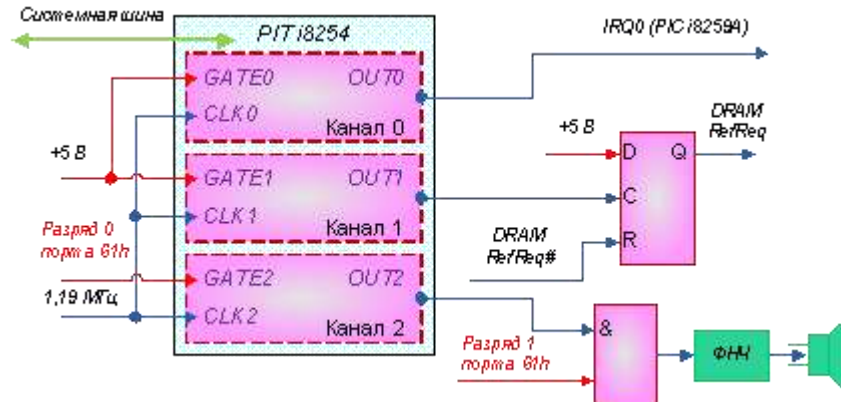 Системная шина
PIT i8254
IRQ0 (PIC i8259A)
GATE0
OUT0
CLK0
Канал 0
+5 В
GATE1
OUT1
CLK1
Канал 1
Разряд 0
порта 61h
GATE2
OUT2
1,19 МГц
CLK2
Канал 2
+5 В
D
Q
DRAM
RefReq
C
DRAM
RefReq#
R
&
Разряд 1
порта 61h
ФНЧ